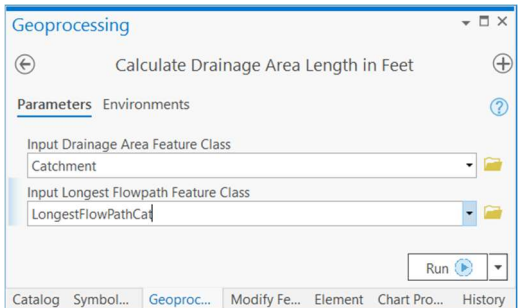 Geoprocessing
Calculate Drainage Area Length in Feet
Parameters Environments
Input Drainage Area Feature Class
Catchment
Input Longest Flowpath Feature Class
LongestFlowPathCat
Run
Catalog Symbol... Geoproc... Modify Fe... Element Chart Pro... History